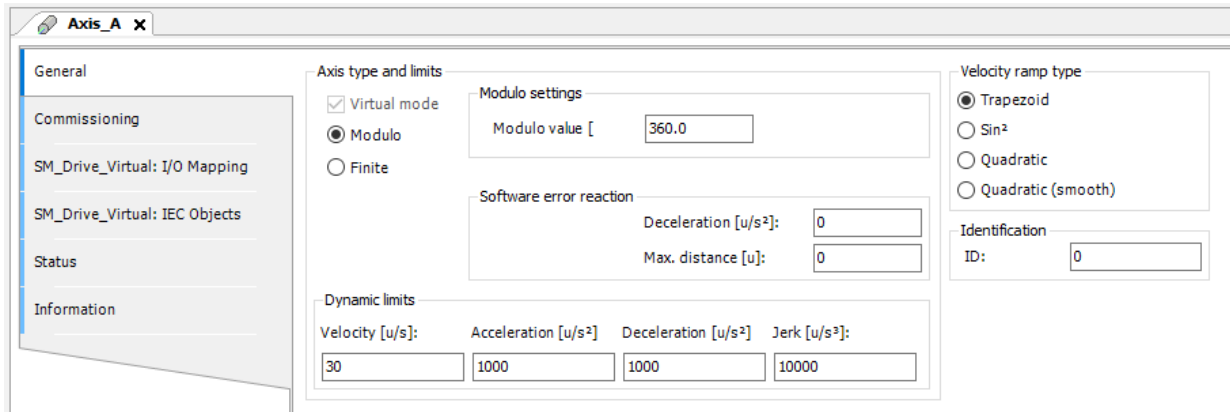 Axis_A
General
Commissioning
SM_Drive_Virtual: I/O Mapping
SM_Drive_Virtual: IEC Objects
Status
Information
Axis type and limits
Virtual mode
Modulo
Finite
Modulo settings
Modulo value [ 360.0
Software error reaction
Deceleration [u/s²]: 0
Max. distance [u]: 0
Dynamic limits
Velocity [u/s]: Acceleration [u/s²] Deceleration [u/s²] Jerk [u/s³]:
30 1000 1000 10000
Velocity ramp type
Trapezoid
Sin²
Quadratic
Quadratic (smooth)
Identification
ID: 0